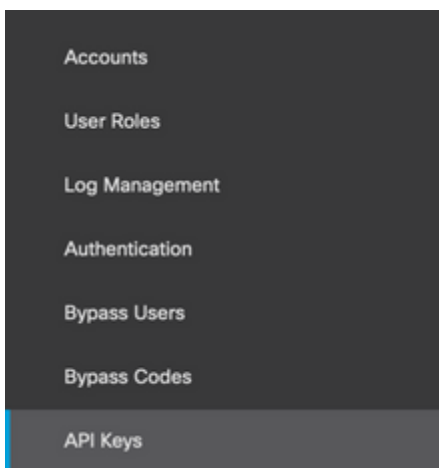 Accounts
User Roles
Log Management
Authentication
Bypass Users
Bypass Codes
API Keys